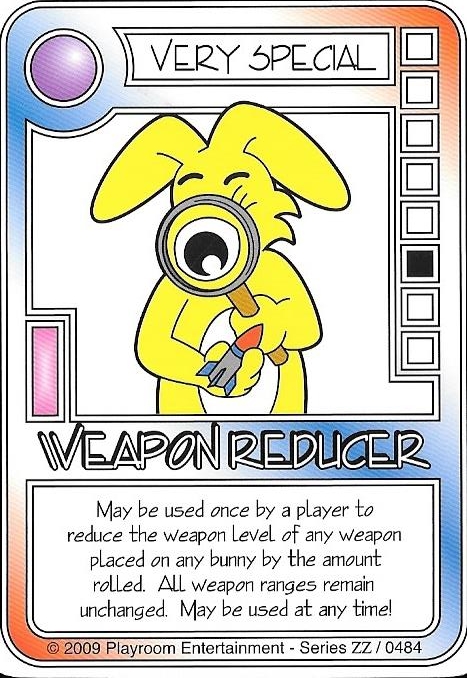 VERY SPECIAL
WEAPON REDUCER
May be used once by a player to
reduce the weapon level of any weapon
placed on any bunny by the amount
rolled. All weapon ranges remain
unchanged. May be used at any time!
© 2009 Playroom Entertainment - Series ZZ / 0484